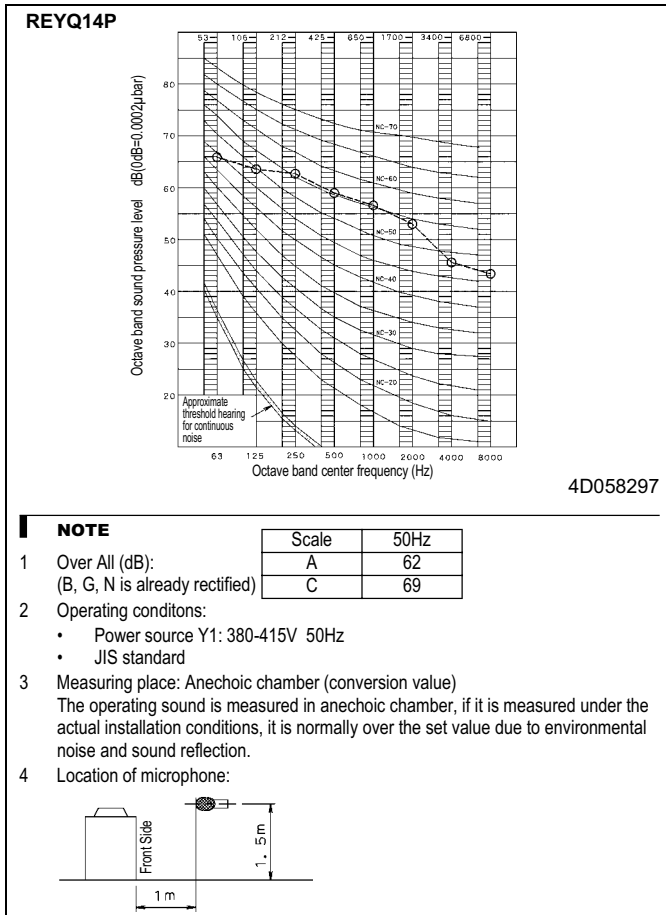 REYQ14P
53 106 212 425 850 1700 3400 6800
Octave band sound pressure level dB(0dB=0.0002µbar)
80
70
60
50
40
30
20
NC-70
NC-60
NC-50
NC-40
NC-30
NC-20
Approximate
threshold hearing
for continuous
noise
63 125 250 500 1000 2000 4000 8000
Octave band center frequency (Hz)
4D058297
NOTE
1 Over All (dB):
(B, G, N is already rectified)
Scale 50Hz
A 62
C 69
2 Operating conditons:
• Power source Y1: 380-415V 50Hz
• JIS standard
3 Measuring place: Anechoic chamber (conversion value)
The operating sound is measured in anechoic chamber, if it is measured under the
actual installation conditions, it is normally over the set value due to environmental
noise and sound reflection.
4 Location of microphone:
Front Side
1 m
1. 5m